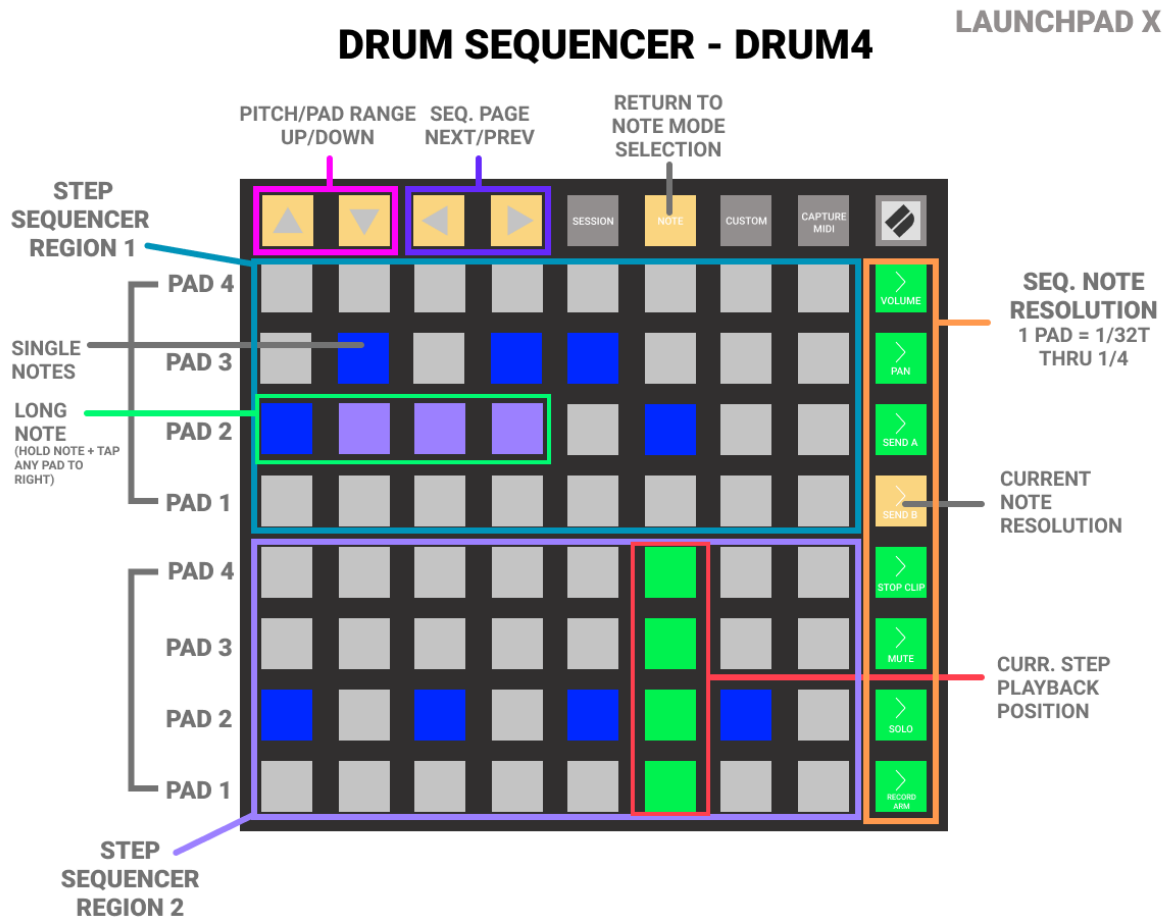 LAUNCHPAD X
DRUM SEQUENCER - DRUM4
PITCH/PAD RANGE
UP/DOWN
SEQ. PAGE
NEXT/PREV
RETURN TO
NOTE MODE
SELECTION
STEP
SEQUENCER
REGION 1
SESSION
NOTE
CUSTOM
CAPTURE
MIDI
PAD 4
VOLUME
SEQ. NOTE
RESOLUTION
1 PAD = 1/32T
THRU 1/4
SINGLE
NOTES
PAD 3
PAN
LONG
NOTE
(HOLD NOTE + TAP
ANY PAD TO
RIGHT)
PAD 2
SEND A
PAD 1
SEND B
CURRENT
NOTE
RESOLUTION
PAD 4
STOP CLIP
PAD 3
MUTE
CURR. STEP
PLAYBACK
POSITION
PAD 2
SOLO
PAD 1
RECORD
ARM
STEP
SEQUENCER
REGION 2